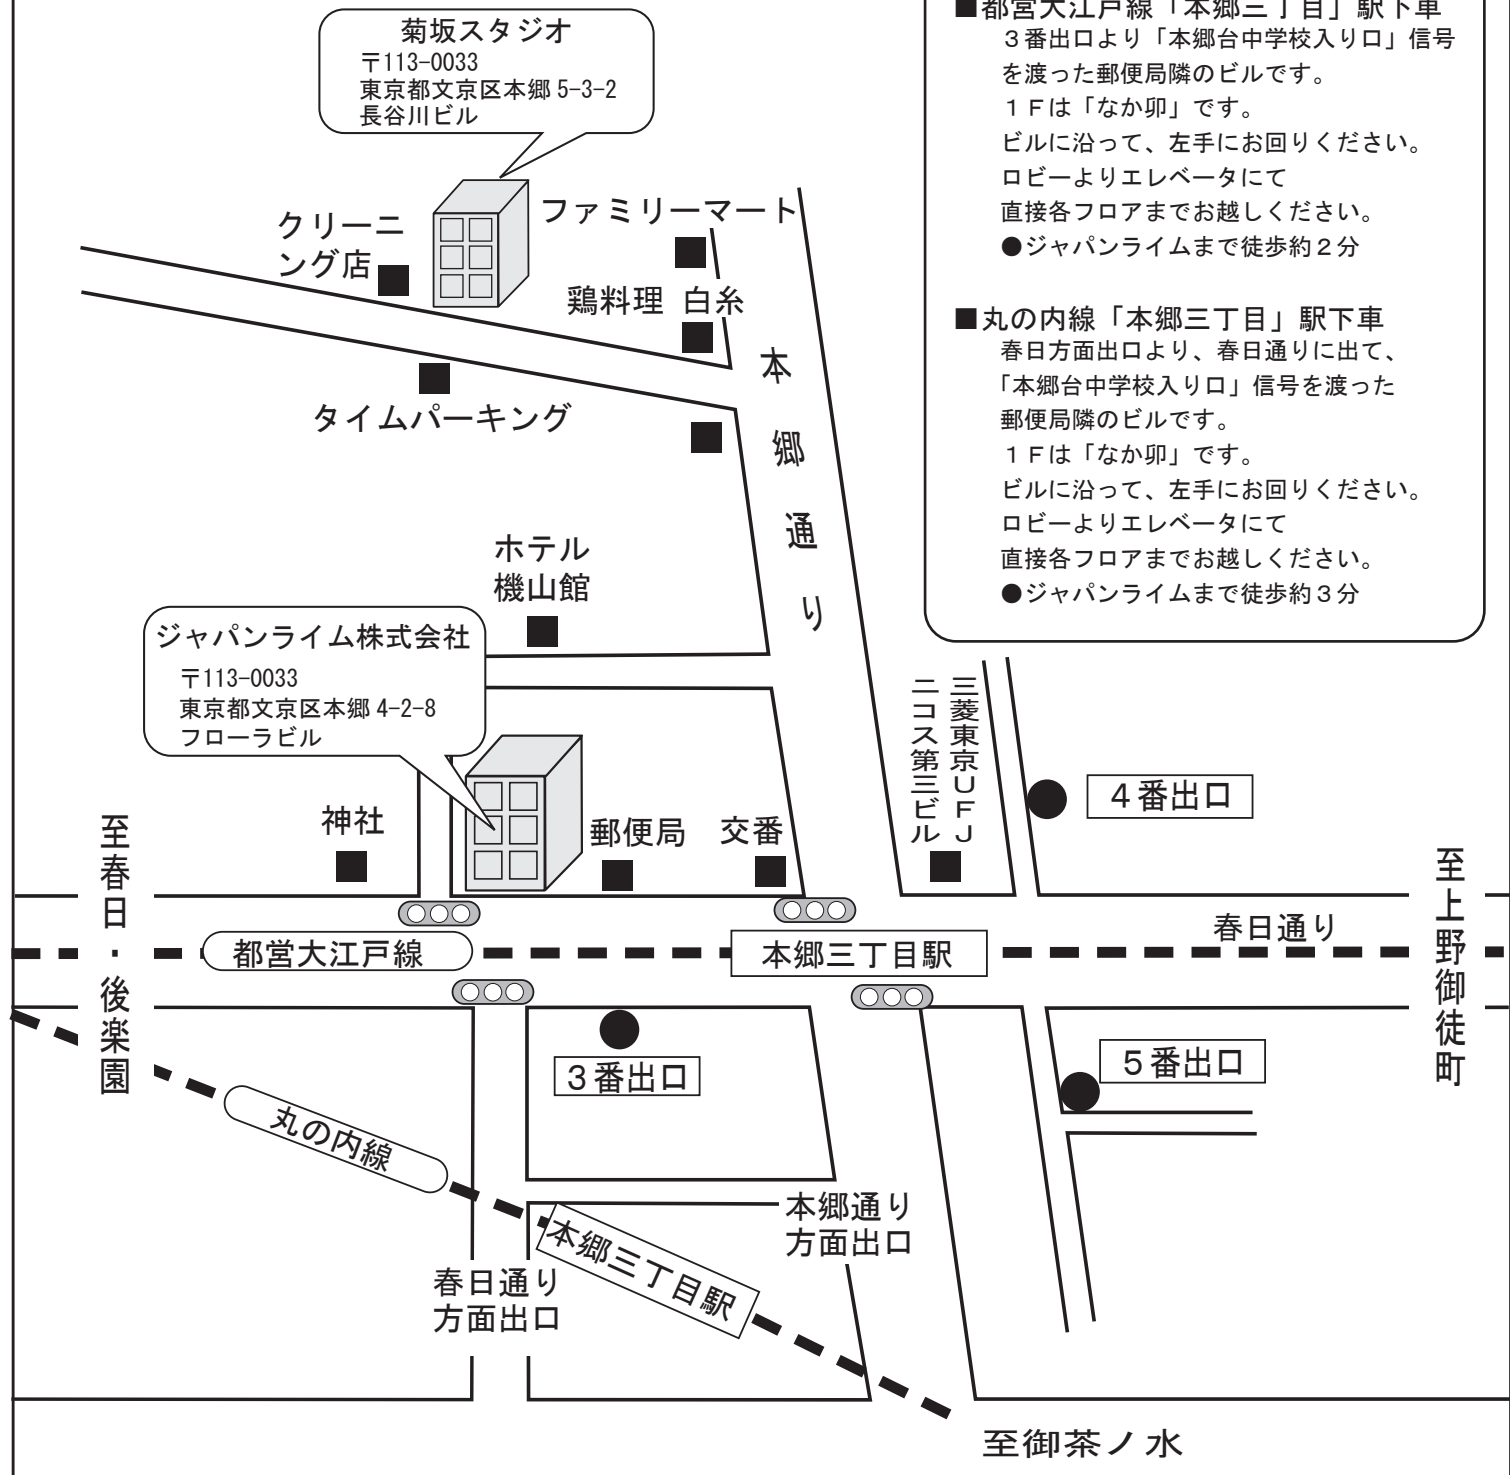 菊坂スタジオ
〒113-0033
東京都文京区本郷 5-3-2
長谷川ビル
■都営大江戸線「本郷三丁目」駅下車
３番出口より「本郷台中学校入り口」信号
を渡った郵便局隣のビルです。
１Ｆは「なか卯」です。
ビルに沿って、左手にお回りください。
ロビーよりエレベータにて
直接各フロアまでお越しください。
●ジャパンライムまで徒歩約２分
■丸の内線「本郷三丁目」駅下車
春日方面出口より、春日通りに出て、
「本郷台中学校入り口」信号を渡った
郵便局隣のビルです。
１Ｆは「なか卯」です。
ビルに沿って、左手にお回りください。
ロビーよりエレベータにて
直接各フロアまでお越しください。
●ジャパンライムまで徒歩約３分
クリーニ
ング店
ファミリーマート
鶏料理 白糸
タイムパーキング
本郷通り
ホテル
機山館
ジャパンライム株式会社
〒113-0033
東京都文京区本郷 4-2-8
フローラビル
三菱東京ＵＦＪ
ニコス第三ビル
４番出口
神社
郵便局
交番
至春日・後楽園
都営大江戸線
本郷三丁目駅
春日通り
至上野御徒町
３番出口
５番出口
丸の内線
本郷三丁目駅
本郷通り
方面出口
春日通り
方面出口
至御茶ノ水